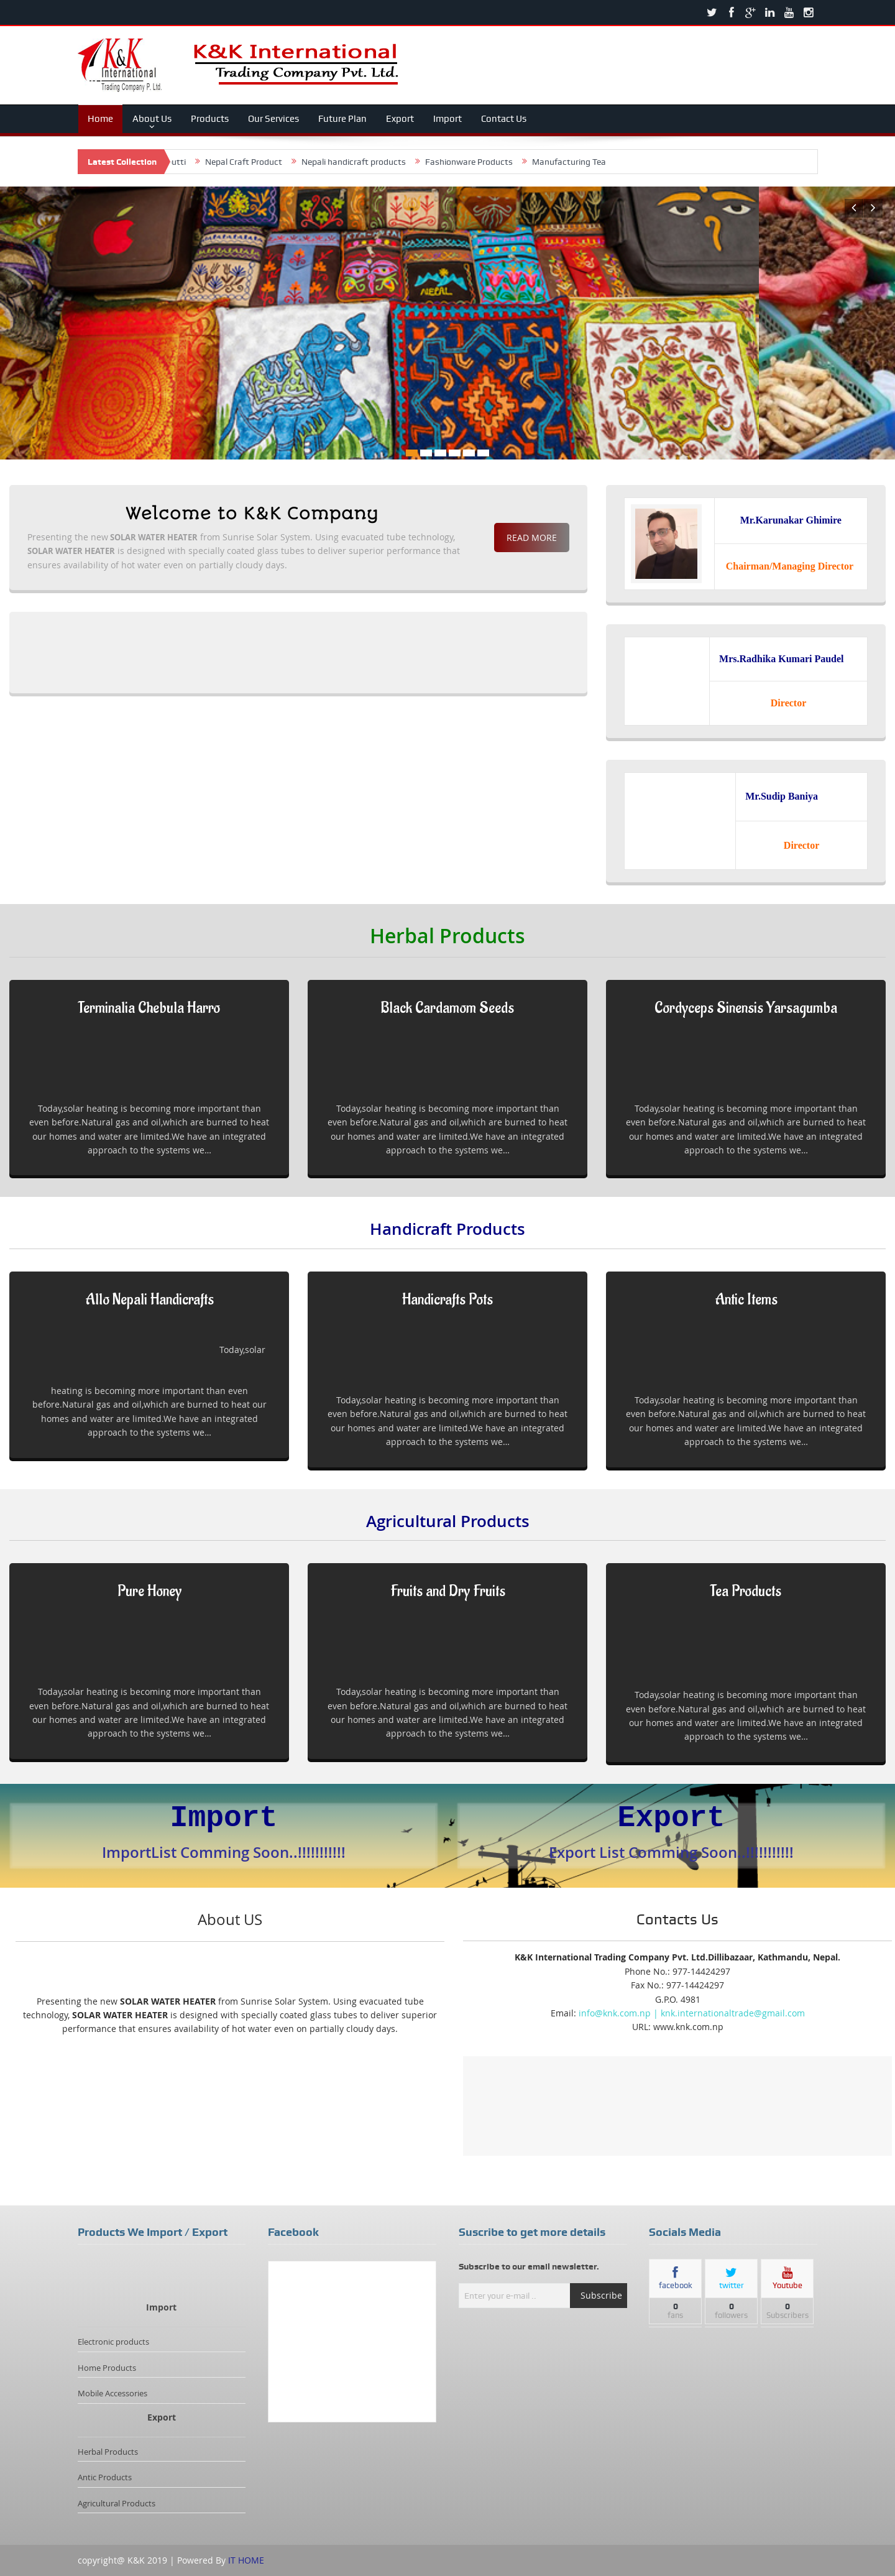 K&K
International
Trading Company P. Ltd.
K&K International
Trading Company Pvt. Ltd.
Home
About Us
Products
Our Services
Future Plan
Export
Import
Contact Us
Latest Collection
utti
Nepal Craft Product
Nepali handicraft products
Fashionware Products
Manufacturing Tea
NEPAL
Welcome to K&K Company
Presenting the new SOLAR WATER HEATER from Sunrise Solar System. Using evacuated tube technology,
SOLAR WATER HEATER is designed with specially coated glass tubes to deliver superior performance that
ensures availability of hot water even on partially cloudy days.
READ MORE
Mr.Karunakar Ghimire
Chairman/Managing Director
Mrs.Radhika Kumari Paudel
Director
Mr.Sudip Baniya
Director
Herbal Products
Terminalia Chebula Harro
Today,solar heating is becoming more important than
even before.Natural gas and oil,which are burned to heat
our homes and water are limited.We have an integrated
approach to the systems we...
Black Cardamom Seeds
Today,solar heating is becoming more important than
even before.Natural gas and oil,which are burned to heat
our homes and water are limited.We have an integrated
approach to the systems we...
Cordyceps Sinensis Yarsagumba
Today,solar heating is becoming more important than
even before.Natural gas and oil,which are burned to heat
our homes and water are limited.We have an integrated
approach to the systems we...
Handicraft Products
Allo Nepali Handicrafts
Today,solar
heating is becoming more important than even
before.Natural gas and oil,which are burned to heat our
homes and water are limited.We have an integrated
approach to the systems we...
Handicrafts Pots
Today,solar heating is becoming more important than
even before.Natural gas and oil,which are burned to heat
our homes and water are limited.We have an integrated
approach to the systems we...
Antic Items
Today,solar heating is becoming more important than
even before.Natural gas and oil,which are burned to heat
our homes and water are limited.We have an integrated
approach to the systems we...
Agricultural Products
Pure Honey
Today,solar heating is becoming more important than
even before.Natural gas and oil,which are burned to heat
our homes and water are limited.We have an integrated
approach to the systems we...
Fruits and Dry Fruits
Today,solar heating is becoming more important than
even before.Natural gas and oil,which are burned to heat
our homes and water are limited.We have an integrated
approach to the systems we...
Tea Products
Today,solar heating is becoming more important than
even before.Natural gas and oil,which are burned to heat
our homes and water are limited.We have an integrated
approach to the systems we...
Import
ImportList Comming Soon..!!!!!!!!!!!
Export
Export List Comming Soon..!!!!!!!!!!!
About US
Presenting the new SOLAR WATER HEATER from Sunrise Solar System. Using evacuated tube
technology, SOLAR WATER HEATER is designed with specially coated glass tubes to deliver superior
performance that ensures availability of hot water even on partially cloudy days.
Contacts Us
K&K International Trading Company Pvt. Ltd.Dillibazaar, Kathmandu, Nepal.
Phone No.: 977-14424297
Fax No.: 977-14424297
G.P.O. 4981
Email: info@knk.com.np | knk.internationaltrade@gmail.com
URL: www.knk.com.np
Products We Import / Export
Import
Electronic products
Home Products
Mobile Accessories
Export
Herbal Products
Antic Products
Agricultural Products
Facebook
Suscribe to get more details
Subscribe to our email newsletter.
Enter your e-mail ..
Subscribe
Socials Media
facebook
0
fans
twitter
0
followers
Youtube
0
Subscribers
copyright@ K&K 2019 | Powered By IT HOME